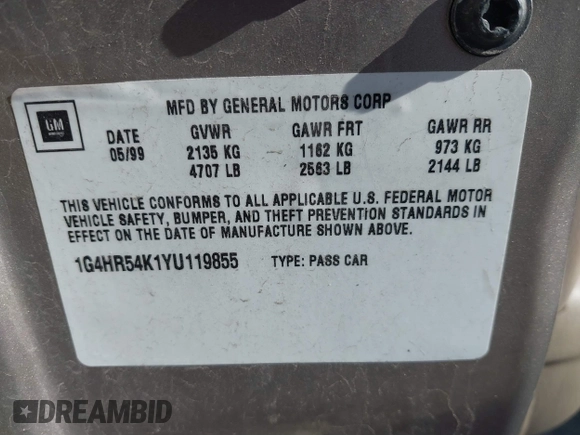 GM
MFD BY GENERAL MOTORS CORP
DATE GVWR GAWR FRT GAWR RR
05/99 2135 KG 1162 KG 973 KG
4707 LB 2563 LB 2144 LB
THIS VEHICLE CONFORMS TO ALL APPLICABLE U.S. FEDERAL MOTOR
VEHICLE SAFETY, BUMPER, AND THEFT PREVENTION STANDARDS IN
EFFECT ON THE DATE OF MANUFACTURE SHOWN ABOVE.
1G4HR54K1YU119855 TYPE: PASS CAR
DREAMBID